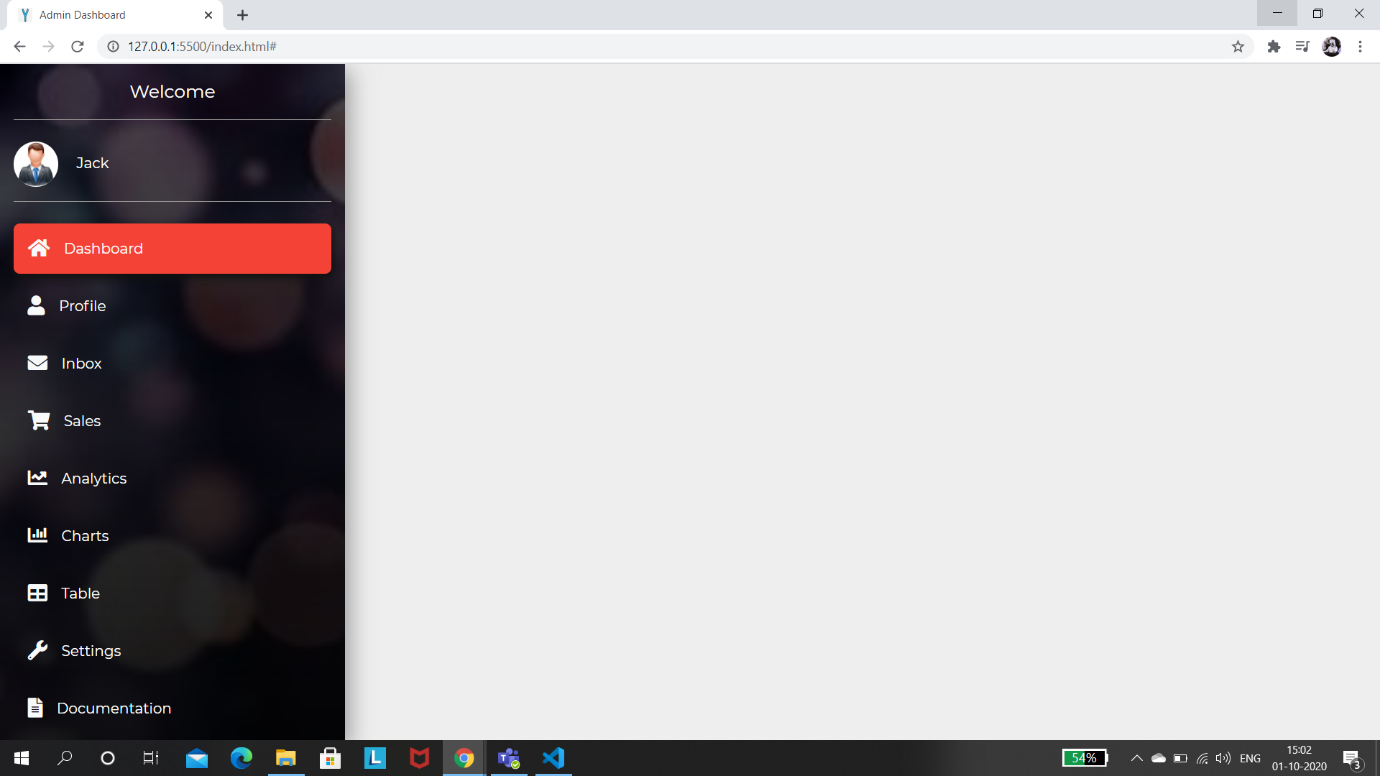 Admin Dashboard
127.0.0.1:5500/index.html#
Welcome
Jack
Dashboard
Profile
Inbox
Sales
Analytics
Charts
Table
Settings
Documentation
L
54%
ENG
15:02
01-10-2020
3